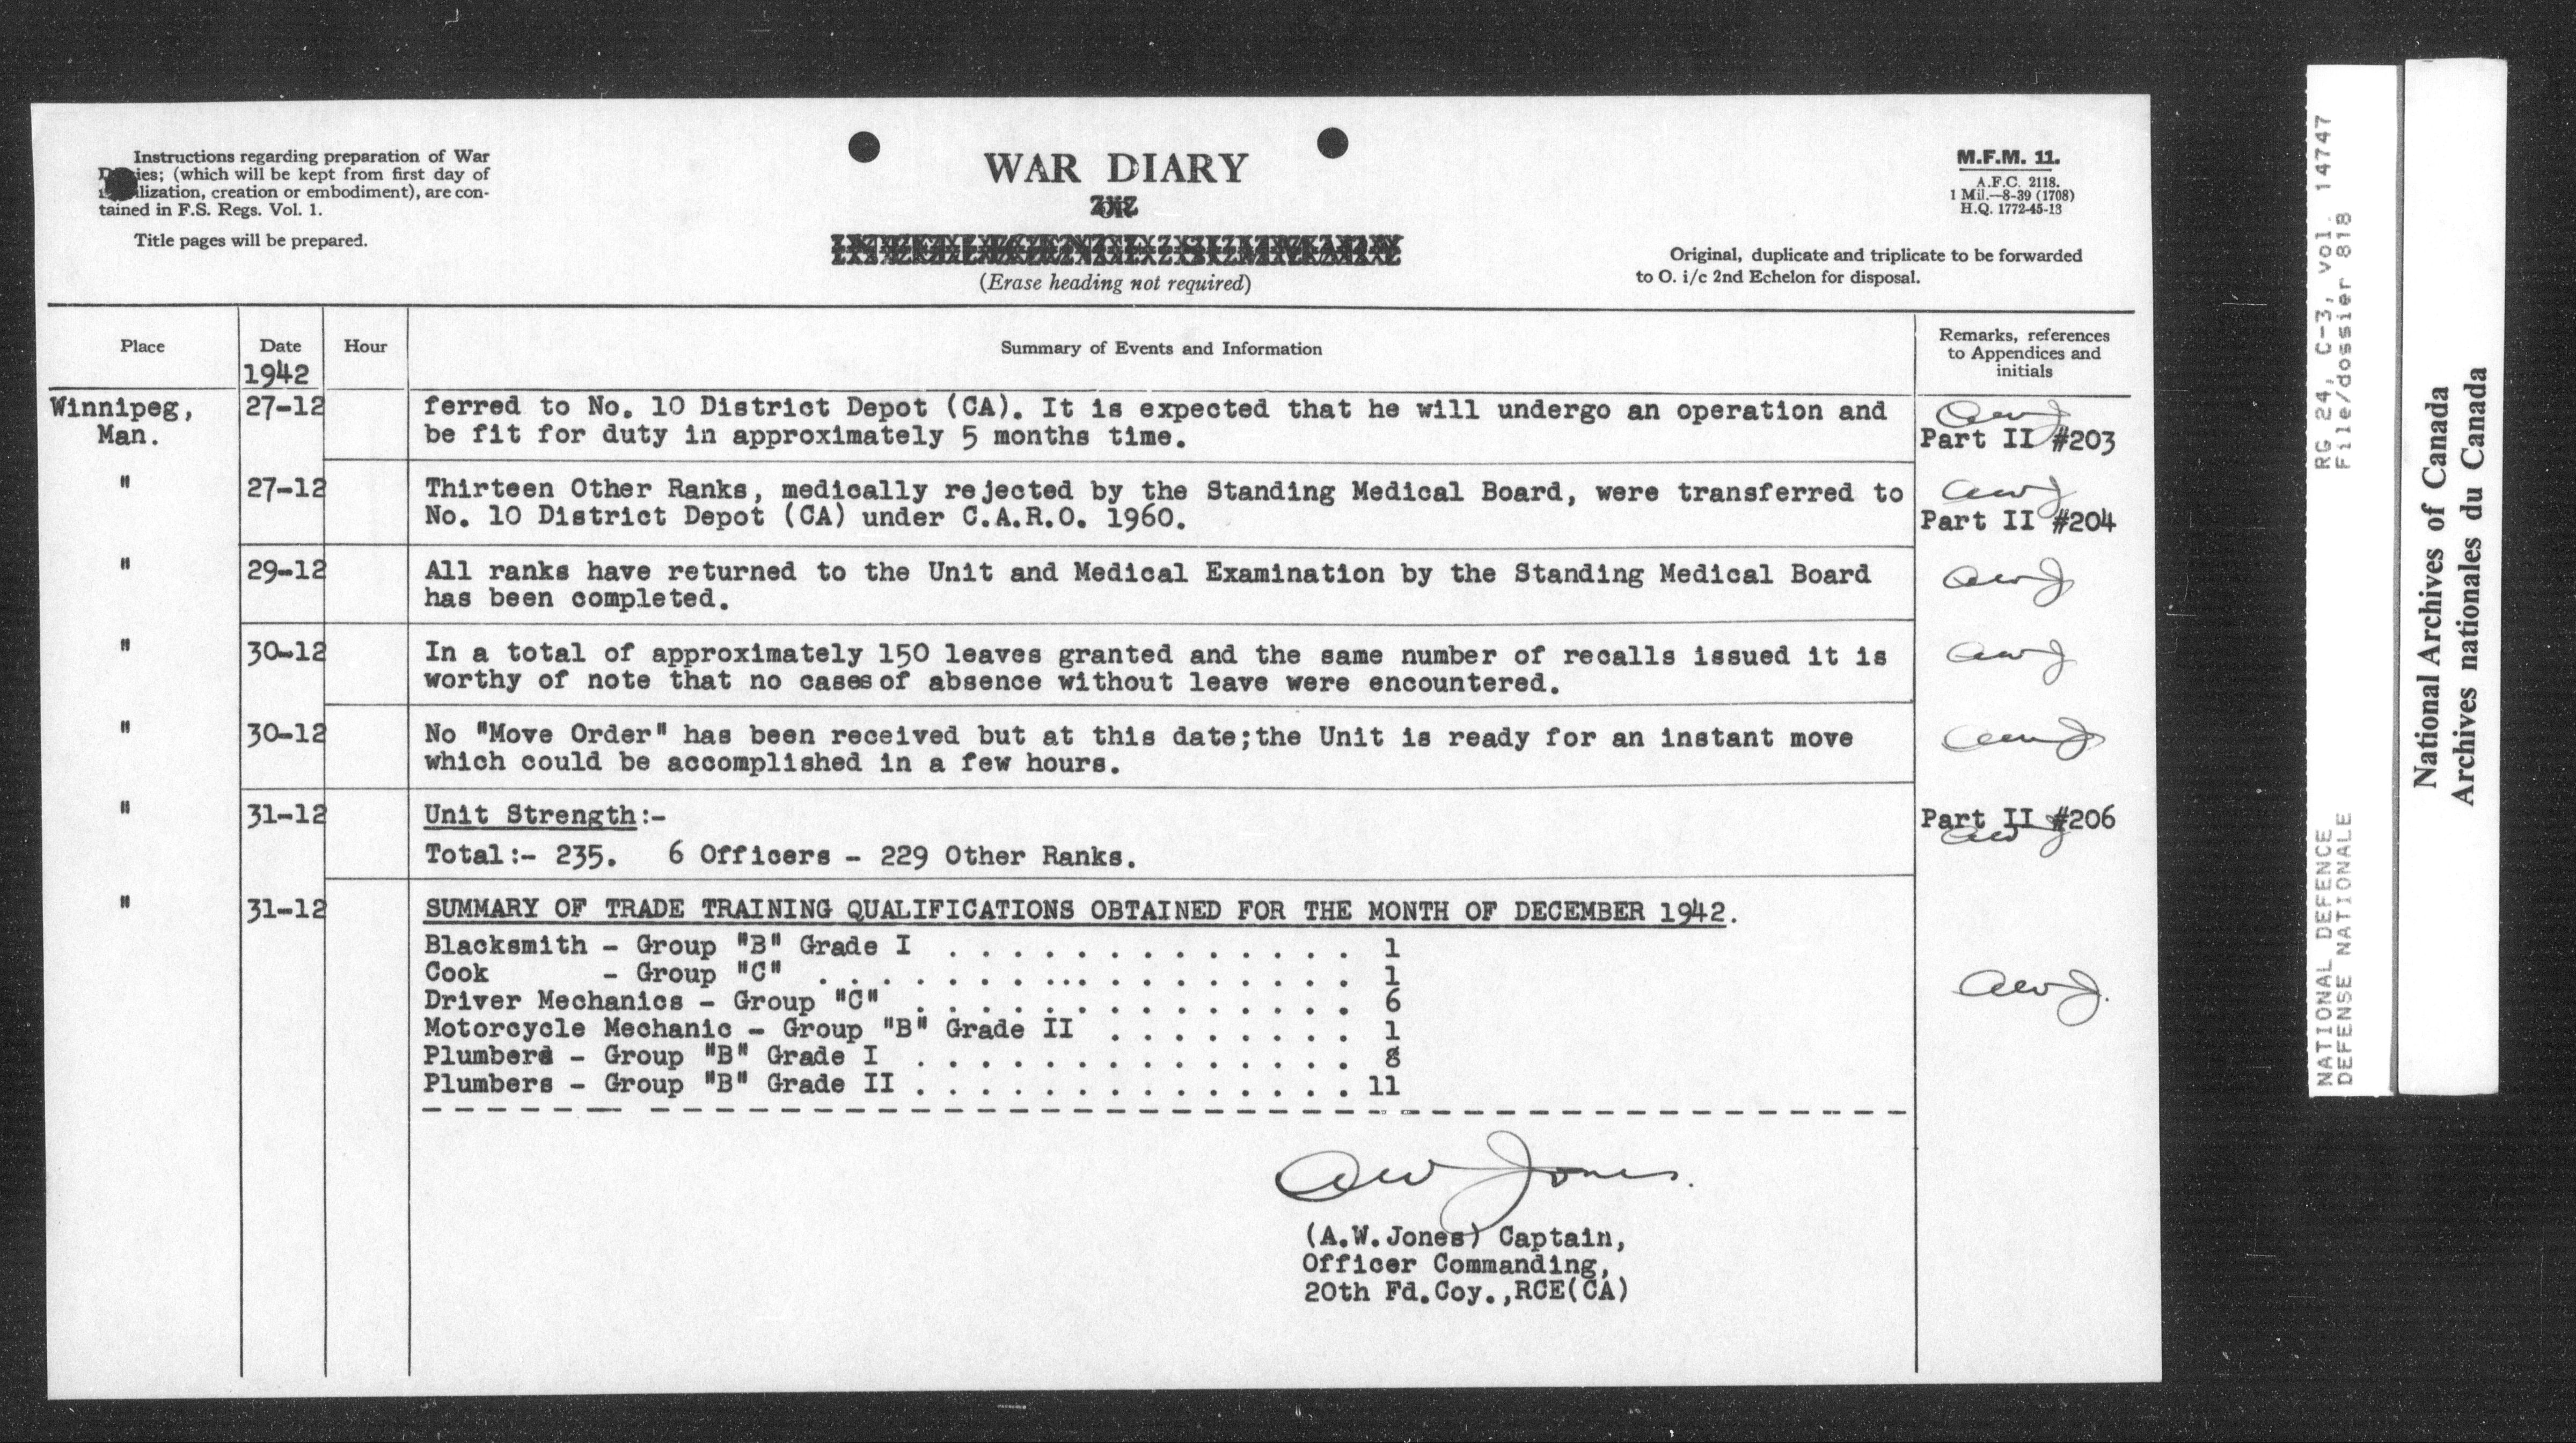 Instructions regarding preparation of War
ies; (which will be kept from first day of
ilization, creation or embodiment), are con-
tained in F.S. Regs. Vol. 1.
Title pages will be prepared.
WAR DIARY
(Erase heading not required)
M.F.M. 11.
A.F.C. 2118.
1 Mil.—8-39 (1708)
H.Q. 1772-45-13
Original, duplicate and triplicate to be forwarded
to O. i/c 2nd Echelon for disposal.
Place Date Hour Summary of Events and Information Remarks, references
to Appendices and
initials
1942
Winnipeg, 27-12 ferred to No. 10 District Depot (CA). It is expected that he will undergo an operation and AWJ
Man. be fit for duty in approximately 5 months time. Part II #203
" 27-12 Thirteen Other Ranks, medically rejected by the Standing Medical Board, were transferred to AWJ
No. 10 District Depot (CA) under C.A.R.O. 1960. Part II #204
" 29-12 All ranks have returned to the Unit and Medical Examination by the Standing Medical Board AWJ
has been completed.
" 30-12 In a total of approximately 150 leaves granted and the same number of recalls issued it is AWJ
worthy of note that no cases of absence without leave were encountered.
" 30-12 No "Move Order" has been received but at this date;the Unit is ready for an instant move AWJ
which could be accomplished in a few hours.
" 31-12 Unit Strength:- Part II #206
AWJ
Total:- 235. 6 Officers - 229 Other Ranks.
" 31-12 SUMMARY OF TRADE TRAINING QUALIFICATIONS OBTAINED FOR THE MONTH OF DECEMBER 1942.
Blacksmith - Group "B" Grade I . . . . . . . . . . . . . 1
Cook - Group "C" . . . . . . . . . . . . . . . . . 1 AWJ.
Driver Mechanics - Group "C" . . . . . . . . . . . . . . 6
Motorcycle Mechanic - Group "B" Grade II . . . . . . . . 1
Plumbers - Group "B" Grade I . . . . . . . . . . . . . . 8
Plumbers - Group "B" Grade II . . . . . . . . . . . . . . 11
AW Jones.
(A.W.Jones) Captain,
Officer Commanding,
20th Fd.Coy.,RCE(CA)
RG 24, C-3, vol. 14747
File/dossier 8818
NATIONAL DEFENCE
DEFENSE NATIONALE
National Archives of Canada
Archives nationales du Canada